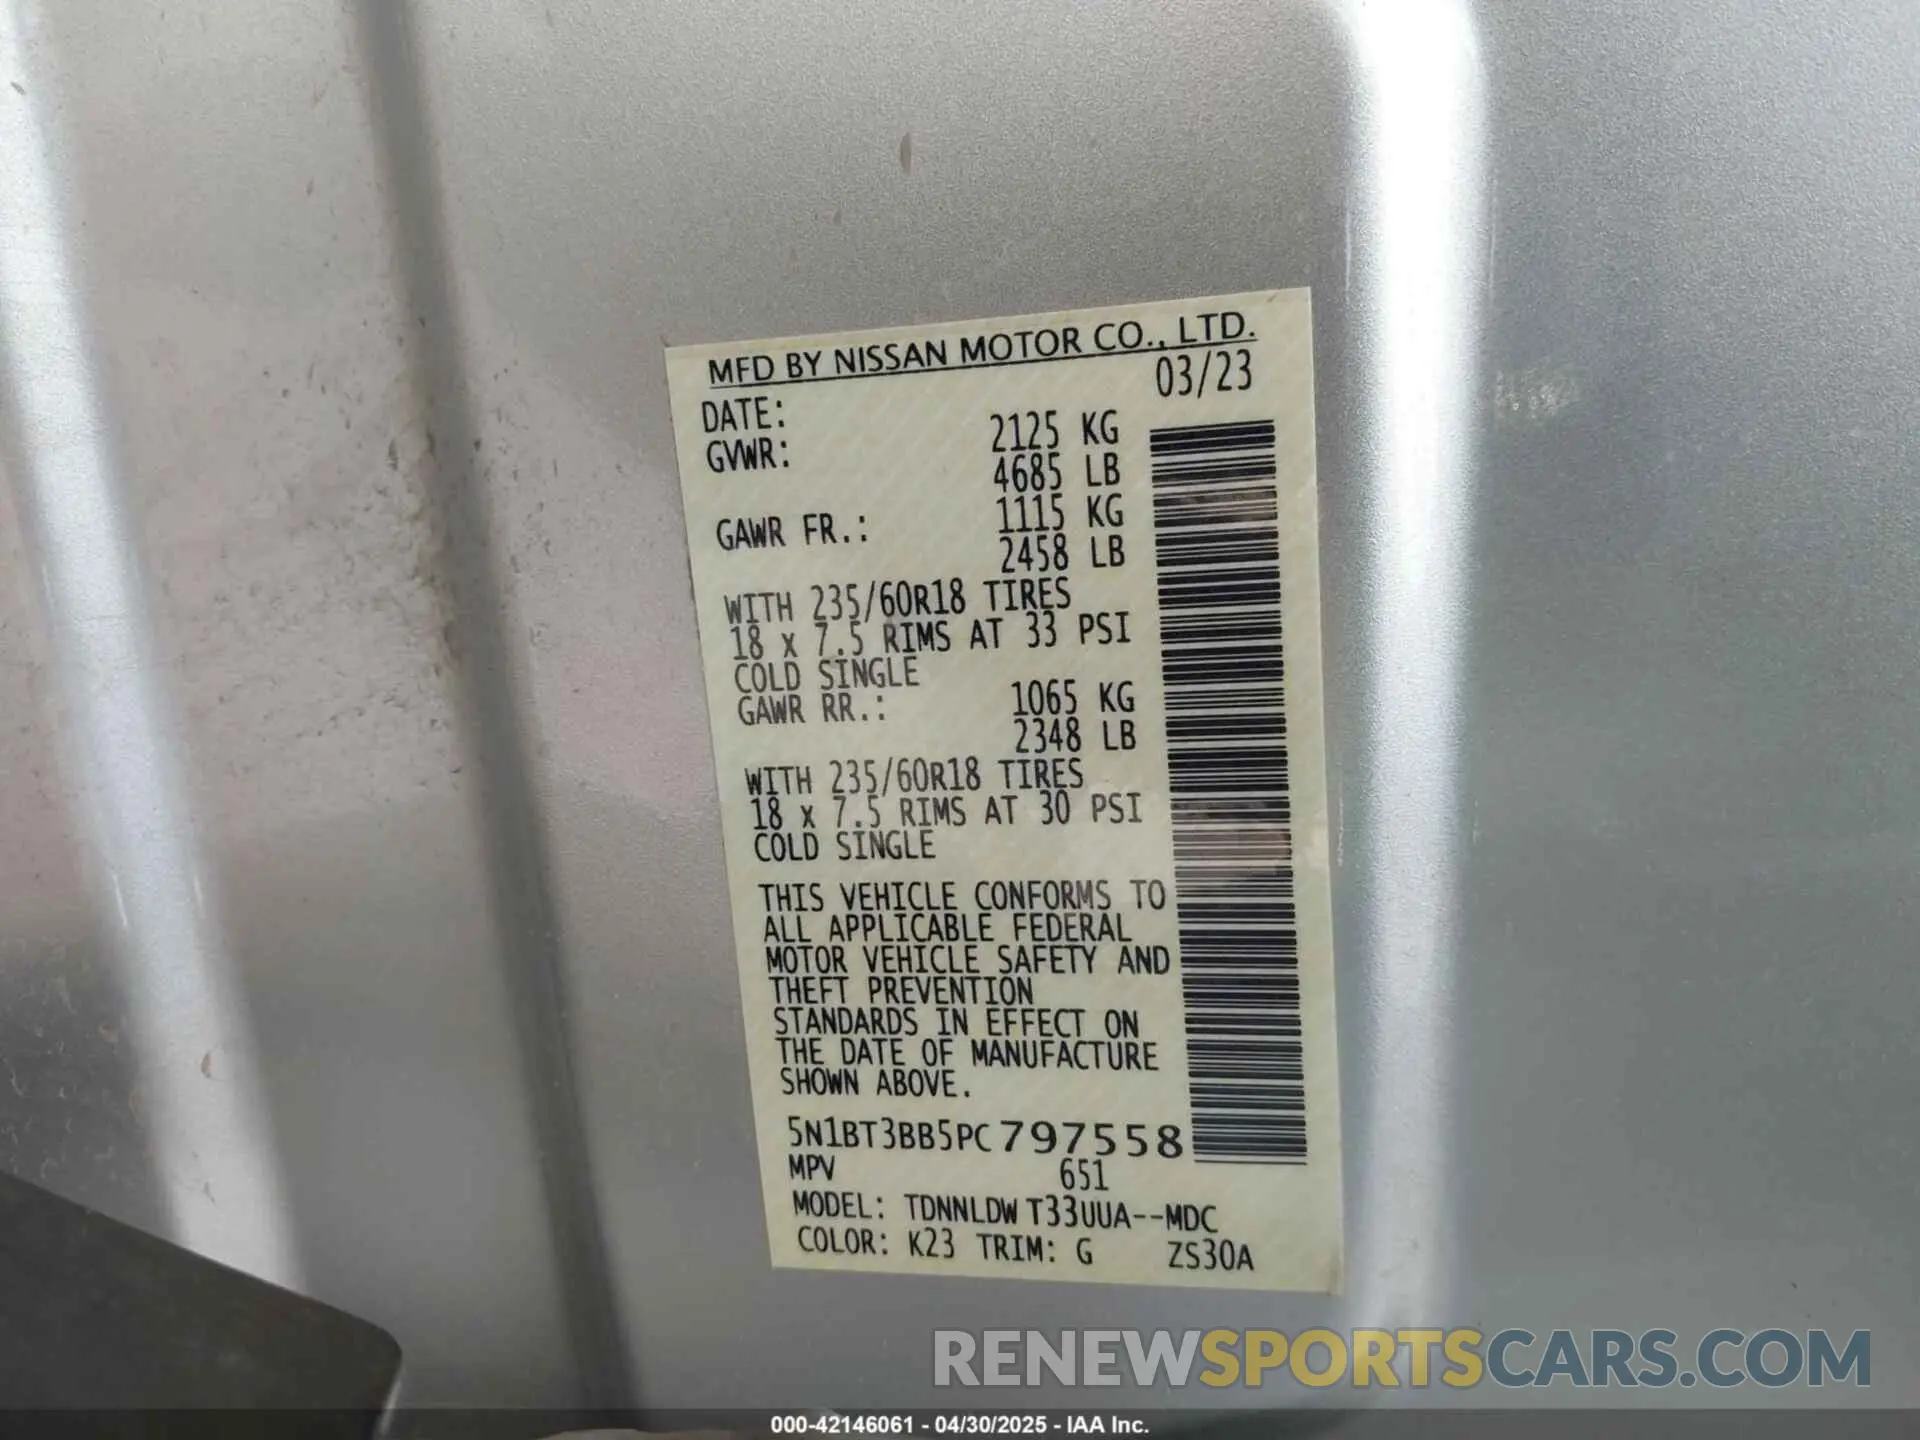 MFD BY NISSAN MOTOR CO., LTD.
DATE: 03/23
GVWR: 2125 KG
4685 LB
GAWR FR.: 1115 KG
2458 LB
WITH 235/60R18 TIRES
18 x 7.5 RIMS AT 33 PSI
COLD SINGLE
GAWR RR.: 1065 KG
2348 LB
WITH 235/60R18 TIRES
18 x 7.5 RIMS AT 30 PSI
COLD SINGLE
THIS VEHICLE CONFORMS TO
ALL APPLICABLE FEDERAL
MOTOR VEHICLE SAFETY AND
THEFT PREVENTION
STANDARDS IN EFFECT ON
THE DATE OF MANUFACTURE
SHOWN ABOVE.
5N1BT3BB5PC797558
MPV 651
MODEL: TDNNLDW T33UUA--MDC
COLOR: K23 TRIM: G ZS30A
RENEWSPORTSCARS.COM
000-42146061 - 04/30/2025 - IAA Inc.